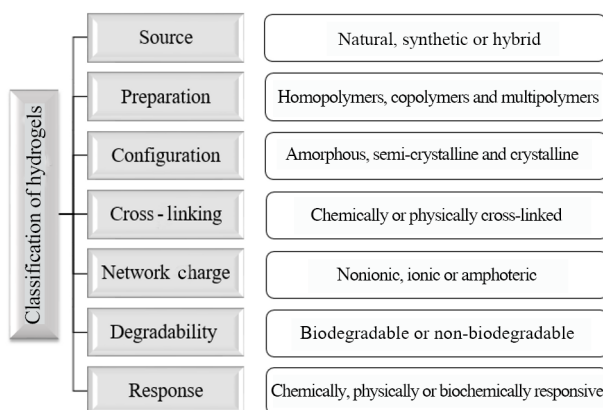 Classification of hydrogels
Source
Natural, synthetic or hybrid
Preparation
Homopolymers, copolymers and multipolymers
Configuration
Amorphous, semi-crystalline and crystalline
Cross-linking
Chemically or physically cross-linked
Network charge
Nonionic, ionic or amphoteric
Degradability
Biodegradable or non-biodegradable
Response
Chemically, physically or biochemically responsive